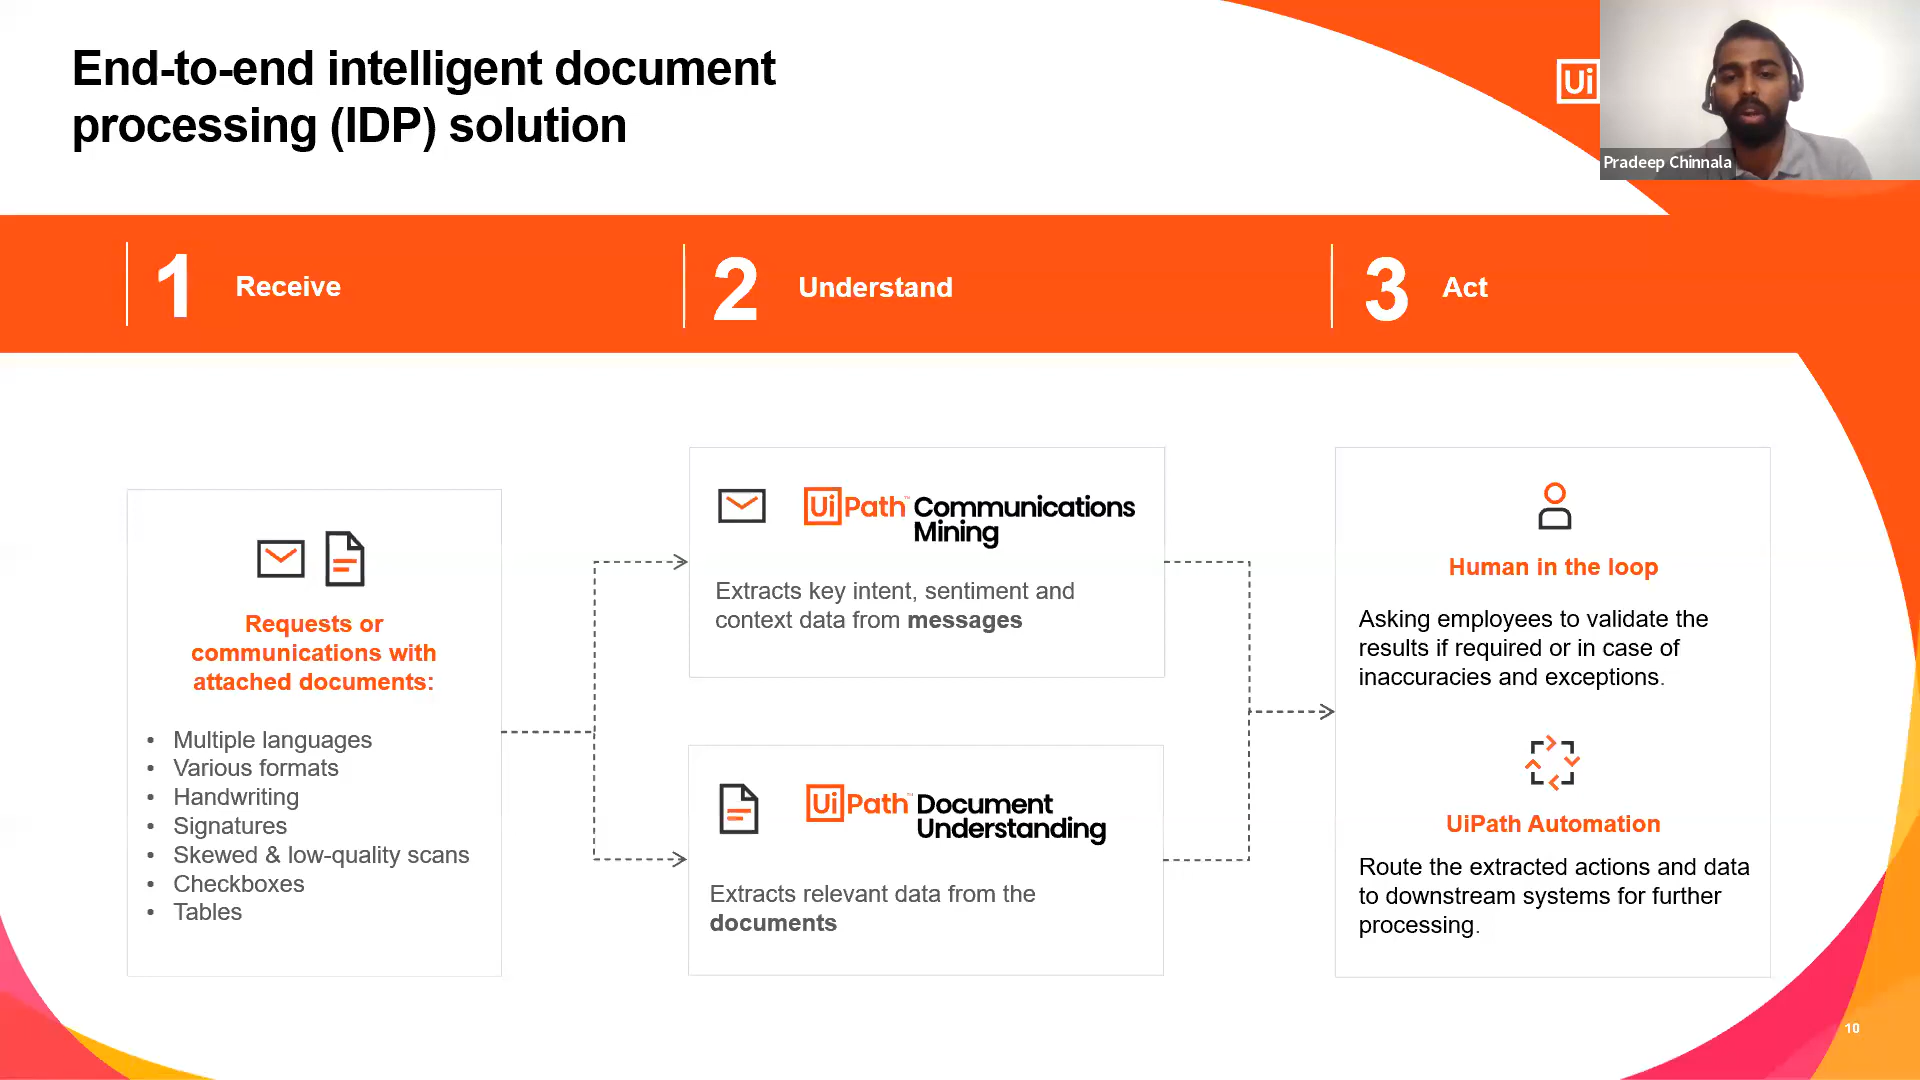 End-to-end intelligent document
processing (IDP) solution
Ui
Pradeep Chinnala
1 Receive
2 Understand
3 Act
Requests or
communications with
attached documents:
• Multiple languages
• Various formats
• Handwriting
• Signatures
• Skewed & low-quality scans
• Checkboxes
• Tables
UiPath™ Communications
Mining
Extracts key intent, sentiment and
context data from messages
UiPath™ Document
Understanding
Extracts relevant data from the
documents
Human in the loop
Asking employees to validate the
results if required or in case of
inaccuracies and exceptions.
UiPath Automation
Route the extracted actions and data
to downstream systems for further
processing.
10